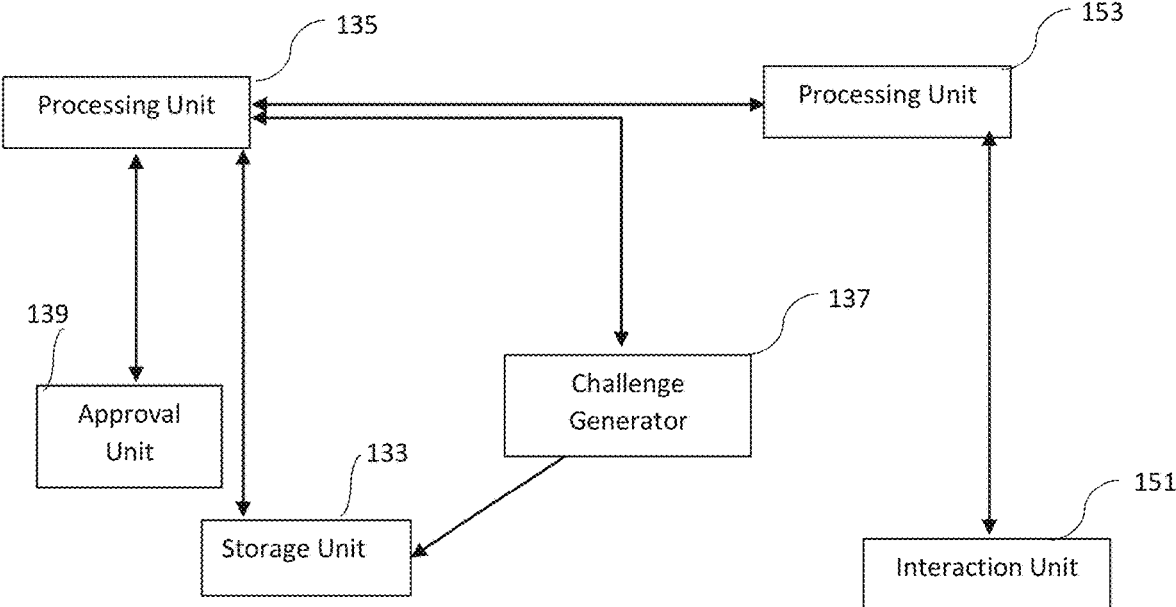 135
153
Processing Unit
Processing Unit
139
137
Approval
Unit
Challenge
Generator
133
151
Storage Unit
Interaction Unit